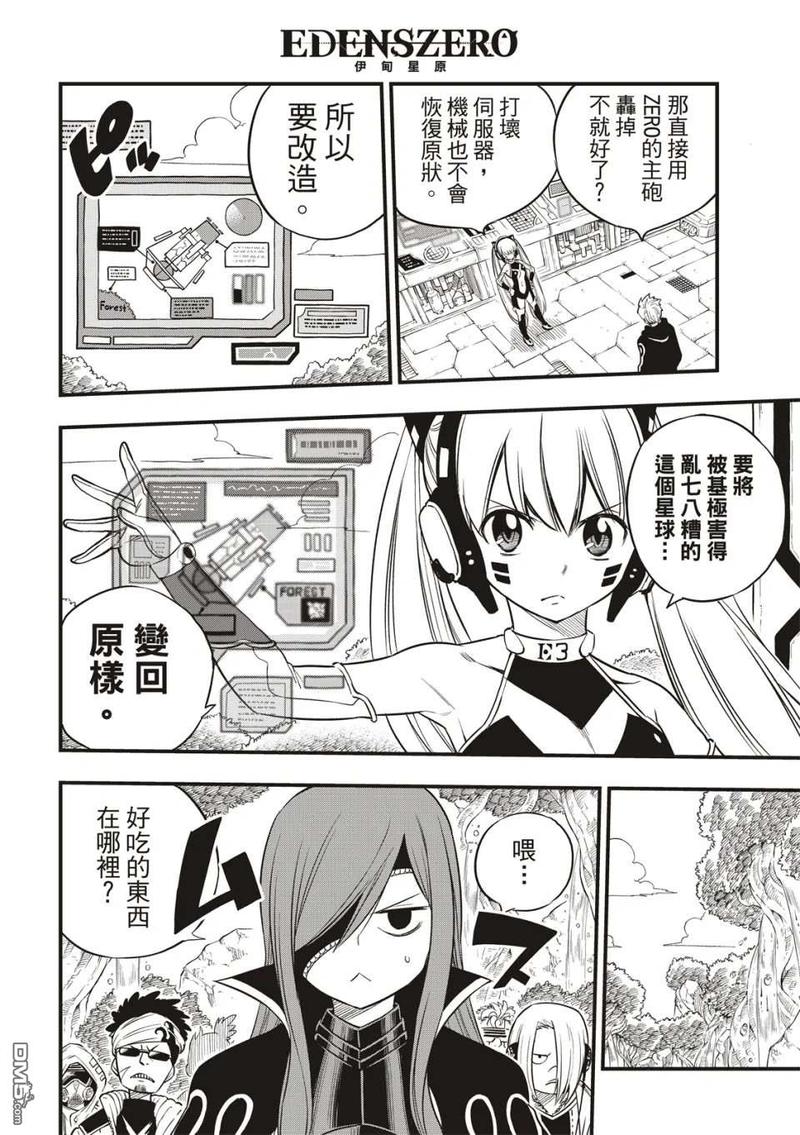 EDENSZERO
伊甸星原
那直接用
ZERO的主砲
轟掉
不就好了？
打壞
伺服器，
機械也不會
恢復原狀。
所以
要改造。
ピッ
Forest
要將
被基極害得
亂七八糟的
這個星球…
FOREST
變回
原樣。
喂…
好吃的東西
在哪裡？
ムス
DM5.com